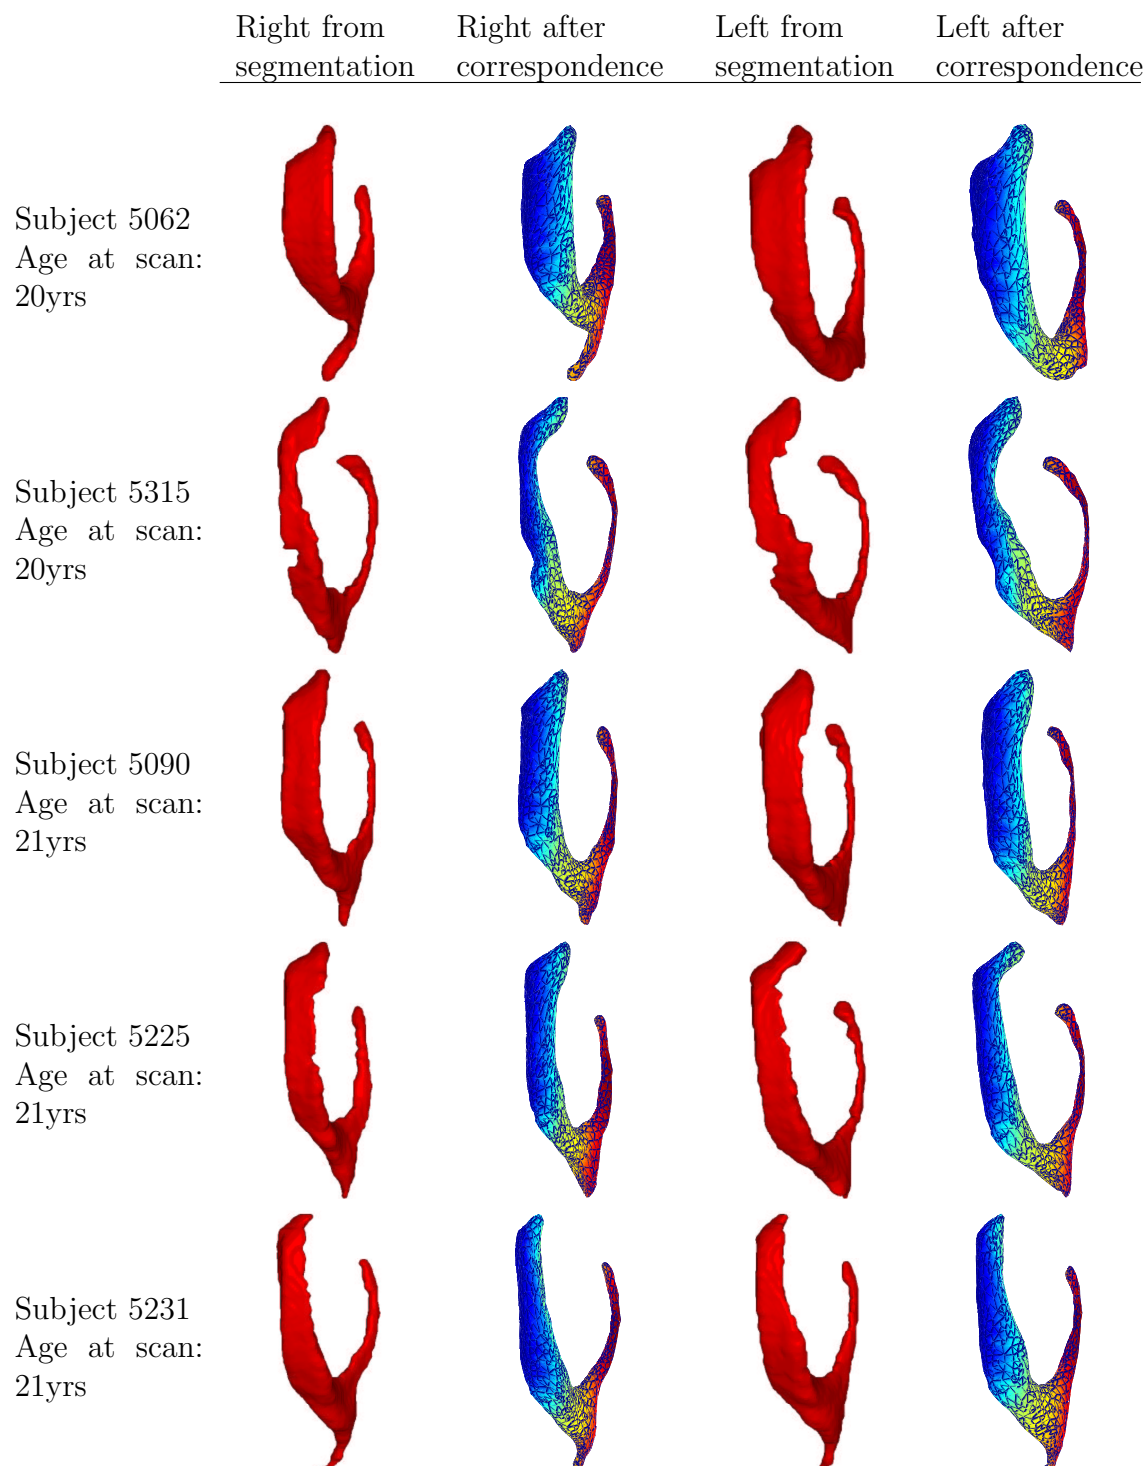 Right from Right after Left from Left after
segmentation correspondence segmentation correspondence
Subject 5062
Age at scan:
20yrs
Subject 5315
Age at scan:
20yrs
Subject 5090
Age at scan:
21yrs
Subject 5225
Age at scan:
21yrs
Subject 5231
Age at scan:
21yrs